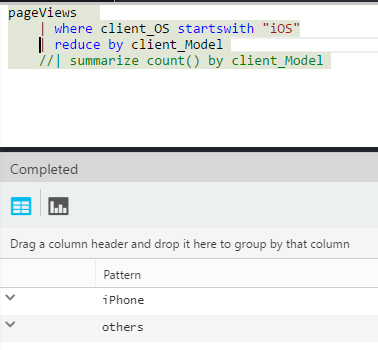 pageViews
| where client_OS startswith "iOS"
| reduce by client_Model
//| summarize count() by client_Model
Completed
Drag a column header and drop it here to group by that column
Pattern
iPhone
others